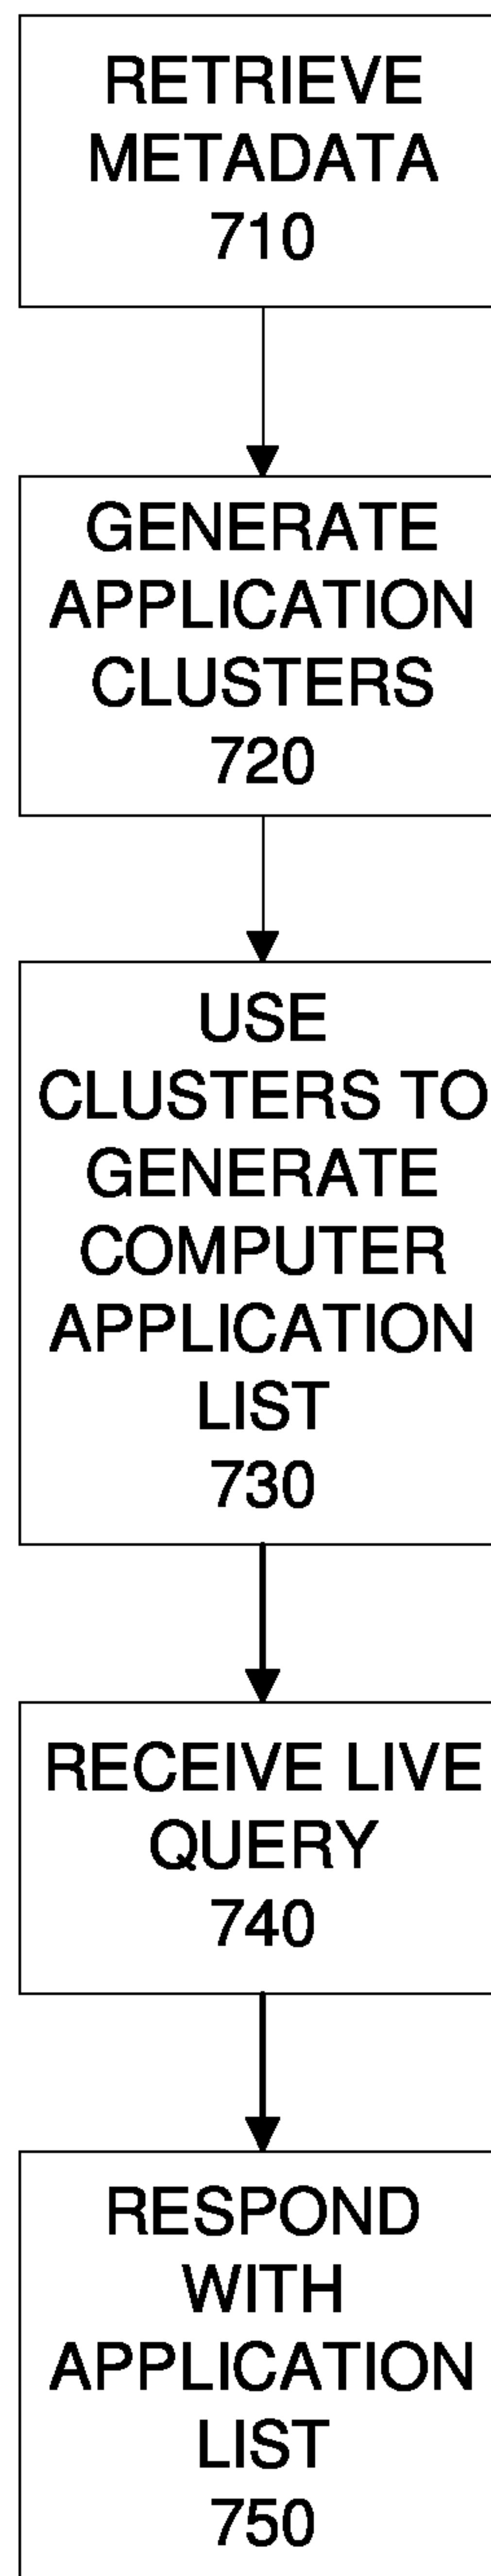 RETRIEVE
METADATA
710
GENERATE
APPLICATION
CLUSTERS
720
USE
CLUSTERS TO
GENERATE
COMPUTER
APPLICATION
LIST
730
RECEIVE LIVE
QUERY
740
RESPOND
WITH
APPLICATION
LIST
750